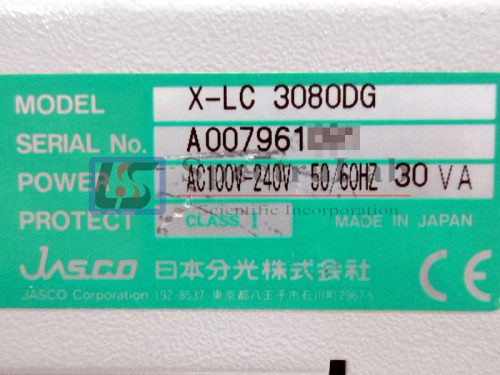 MODEL X-LC 3080DG
SERIAL No. A007961
POWER AC100V-240V 50/60HZ 30 VA
PROTECT CLASS I MADE IN JAPAN
JASCO 日本分光株式会社 CE
JASCO Corporation 192-8537 東京都八王子市石川町2967-5
Scientific Incorporation